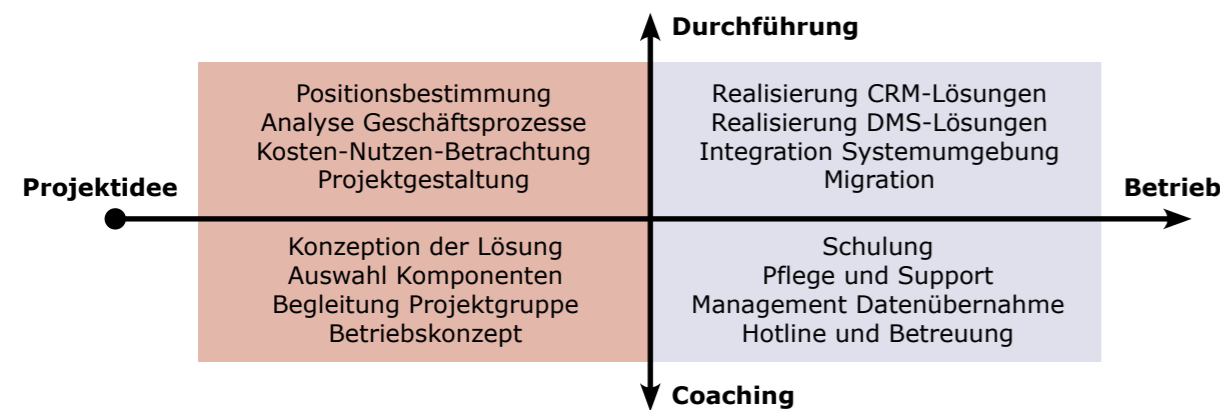 Durchführung
Positionsbestimmung
Analyse Geschäftsprozesse
Kosten-Nutzen-Betrachtung
Projektgestaltung
Realisierung CRM-Lösungen
Realisierung DMS-Lösungen
Integration Systemumgebung
Migration
Projektidee
Betrieb
Konzeption der Lösung
Auswahl Komponenten
Begleitung Projektgruppe
Betriebskonzept
Schulung
Pflege und Support
Management Datenübernahme
Hotline und Betreuung
Coaching